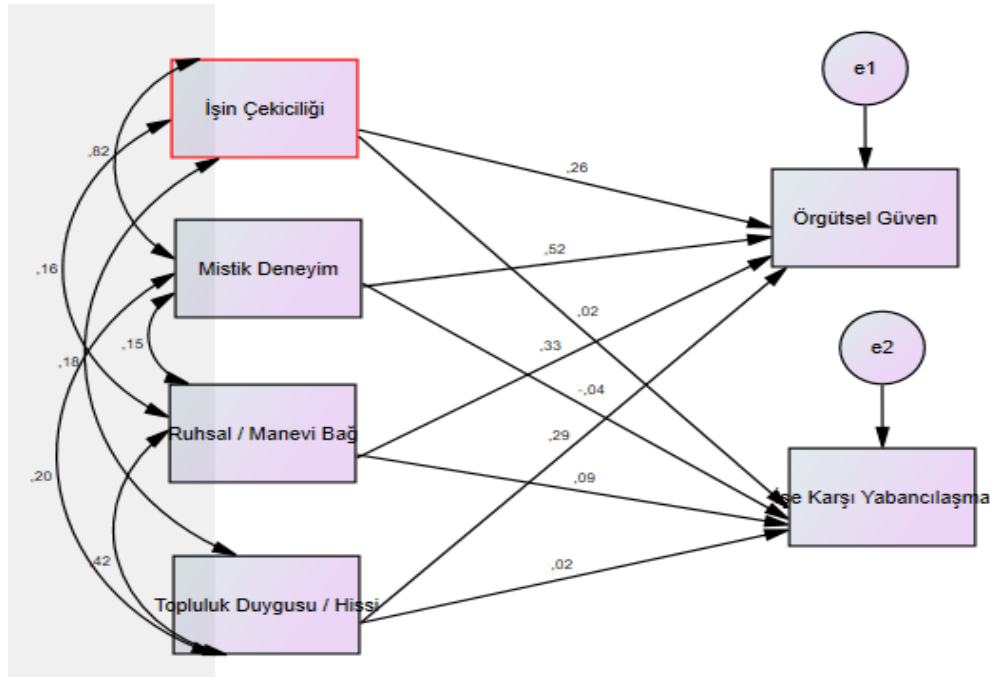 e1
İşin Çekiciliği
,82
,26
Örgütsel Güven
,52
Mistik Deneyim
,16
,02
,15
,33
e2
,18
-,04
Ruhsal / Manevi Bağ
,29
,20
,09
Karşı Yabancılaşma
,42
,02
Topluluk Duygusu / Hissi